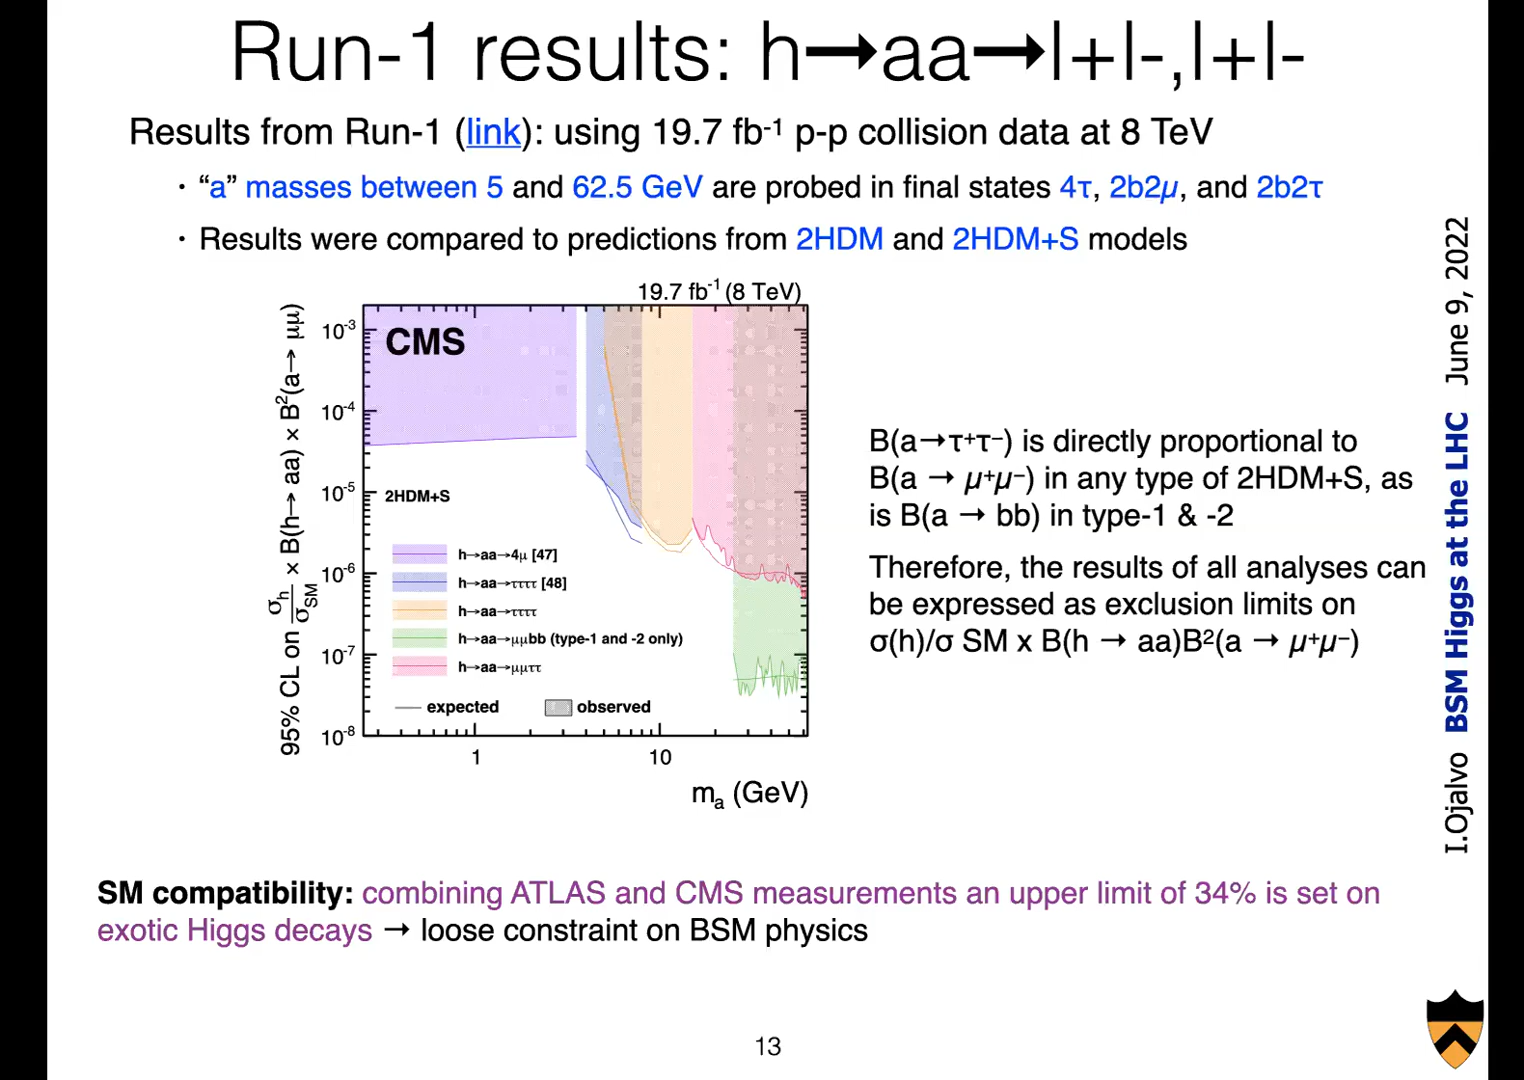 Run-1 results: h→aa→l+l-,l+l-
Results from Run-1 (link): using 19.7 fb-1 p-p collision data at 8 TeV
· “a” masses between 5 and 62.5 GeV are probed in final states 4τ, 2b2μ, and 2b2τ
· Results were compared to predictions from 2HDM and 2HDM+S models
19.7 fb-1 (8 TeV)
95% CL on σh/σSM × B(h→ aa) × B2(a→ μμ)
10-3
10-4
10-5
10-6
10-7
10-8
CMS
2HDM+S
h→aa→4μ [47]
h→aa→ττττ [48]
h→aa→ττττ
h→aa→μμbb (type-1 and -2 only)
h→aa→μμττ
expected
observed
1
10
ma (GeV)
B(a→τ+τ−) is directly proportional to
B(a → μ+μ−) in any type of 2HDM+S, as
is B(a → bb) in type-1 & -2
Therefore, the results of all analyses can
be expressed as exclusion limits on
σ(h)/σ SM x B(h → aa)B2(a → μ+μ−)
SM compatibility: combining ATLAS and CMS measurements an upper limit of 34% is set on
exotic Higgs decays → loose constraint on BSM physics
I.Ojalvo BSM Higgs at the LHC June 9, 2022
13